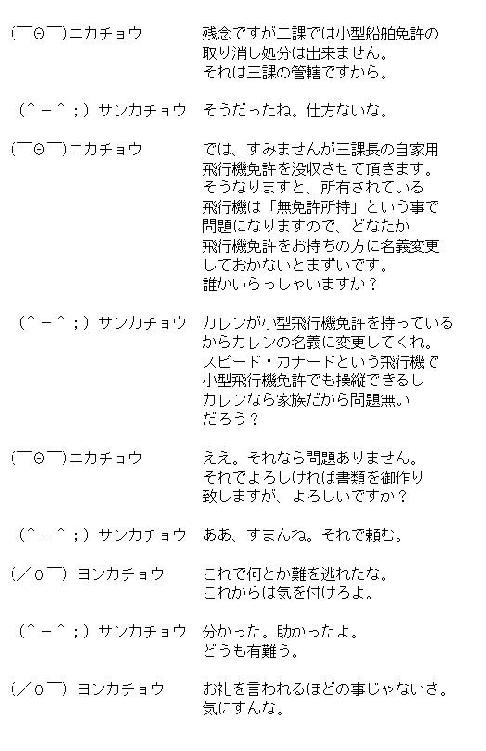 (￣Θ￣)ニカチョウ　残念ですが二課では小型船舶免許の
取り消し処分は出来ません。
それは三課の管轄ですから。
（＾－＾；）サンカチョウ　そうだったね。仕方ないな。
(￣Θ￣)ニカチョウ　では、すみませんが三課長の自家用
飛行機免許を没収させて頂きます。
そうなりますと、所有されている
飛行機は「無免許所持」という事で
問題になりますので、どなたか
飛行機免許をお持ちの方に名義変更
しておかないとまずいです。
誰かいらっしゃいますか？
（＾－＾；）サンカチョウ　カレンが小型飛行機免許を持っている
からカレンの名義に変更してくれ。
スピード・カナードという飛行機で
小型飛行機免許でも操縦できるし
カレンなら家族だから問題無い
だろう？
(￣Θ￣)ニカチョウ　ええ。それなら問題ありません。
それでよろしければ書類を御作り
致しますが、よろしいですか？
（＾－＾；）サンカチョウ　ああ、すまんね。それで頼む。
(／ｏ￣) ヨンカチョウ　これで何とか難を逃れたな。
これからは気を付けろよ。
（＾－＾；）サンカチョウ　分かった。助かったよ。
どうも有難う。
(／ｏ￣) ヨンカチョウ　お礼を言われるほどの事じゃないさ。
気にすんな。